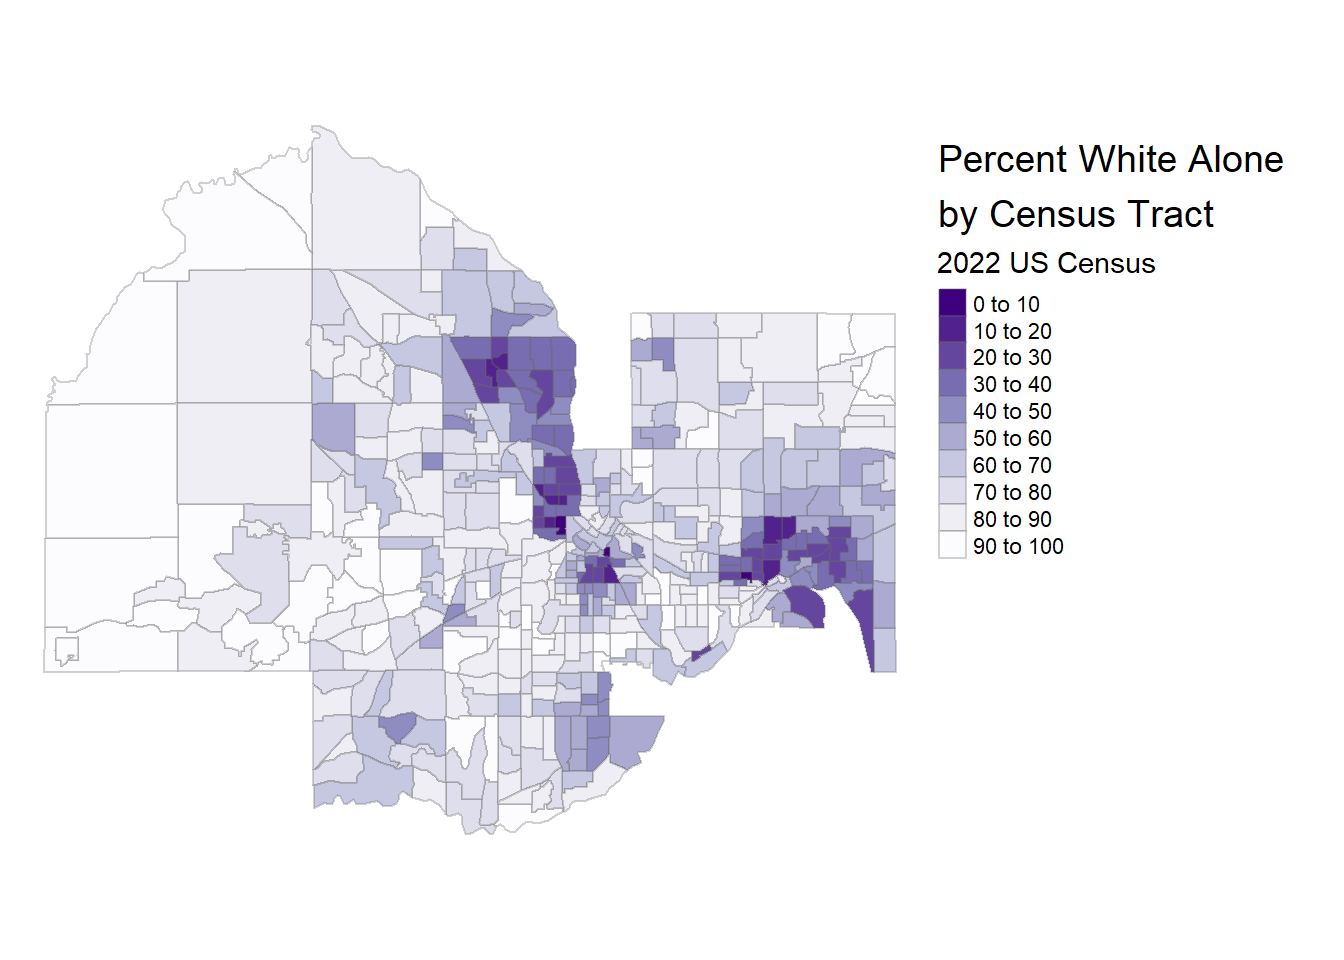 Percent White Alone
by Census Tract
2022 US Census
0 to 10
10 to 20
20 to 30
30 to 40
40 to 50
50 to 60
60 to 70
70 to 80
80 to 90
90 to 100